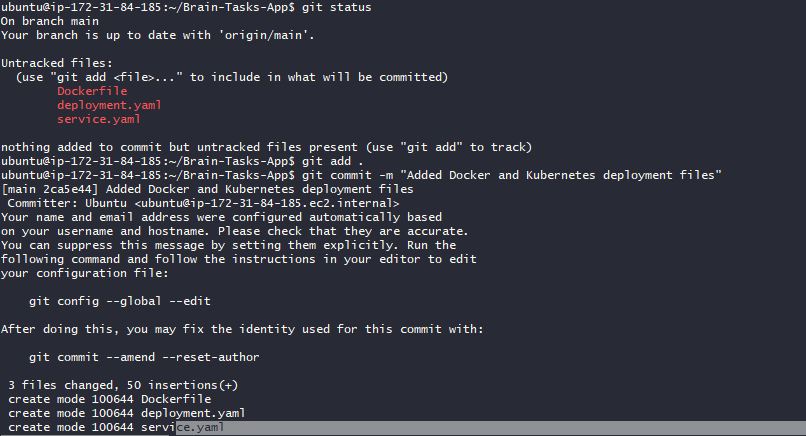 ubuntu@ip-172-31-84-185:~/Brain-Tasks-App$ git status
On branch main
Your branch is up to date with 'origin/main'.
Untracked files:
(use "git add <file>..." to include in what will be committed)
Dockerfile
deployment.yaml
service.yaml
nothing added to commit but untracked files present (use "git add" to track)
ubuntu@ip-172-31-84-185:~/Brain-Tasks-App$ git add .
ubuntu@ip-172-31-84-185:~/Brain-Tasks-App$ git commit -m "Added Docker and Kubernetes deployment files"
[main 2ca5e44] Added Docker and Kubernetes deployment files
Committer: Ubuntu <ubuntu@ip-172-31-84-185.ec2.internal>
Your name and email address were configured automatically based
on your username and hostname. Please check that they are accurate.
You can suppress this message by setting them explicitly. Run the
following command and follow the instructions in your editor to edit
your configuration file:
git config --global --edit
After doing this, you may fix the identity used for this commit with:
git commit --amend --reset-author
3 files changed, 50 insertions(+)
create mode 100644 Dockerfile
create mode 100644 deployment.yaml
create mode 100644 service.yaml